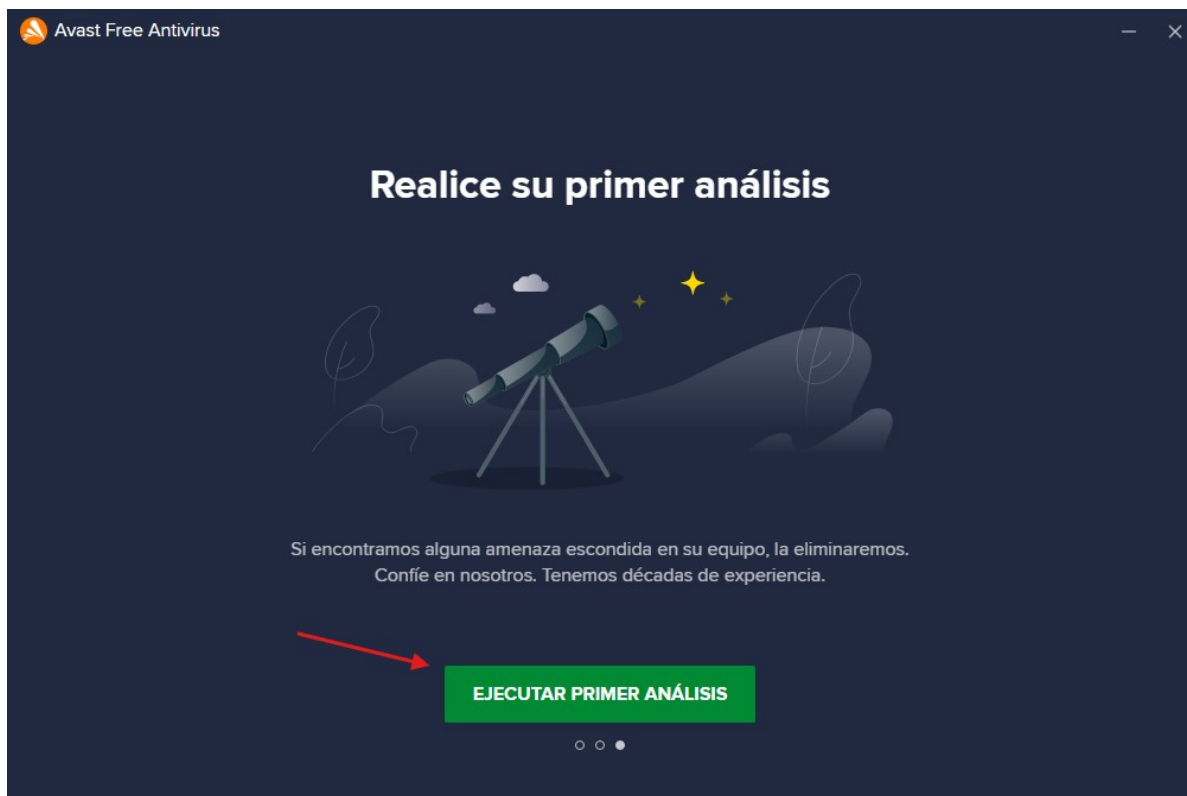 Avast Free Antivirus
Realice su primer análisis
Si encontramos alguna amenaza escondida en su equipo, la eliminaremos.
Confíe en nosotros. Tenemos décadas de experiencia.
EJECUTAR PRIMER ANÁLISIS